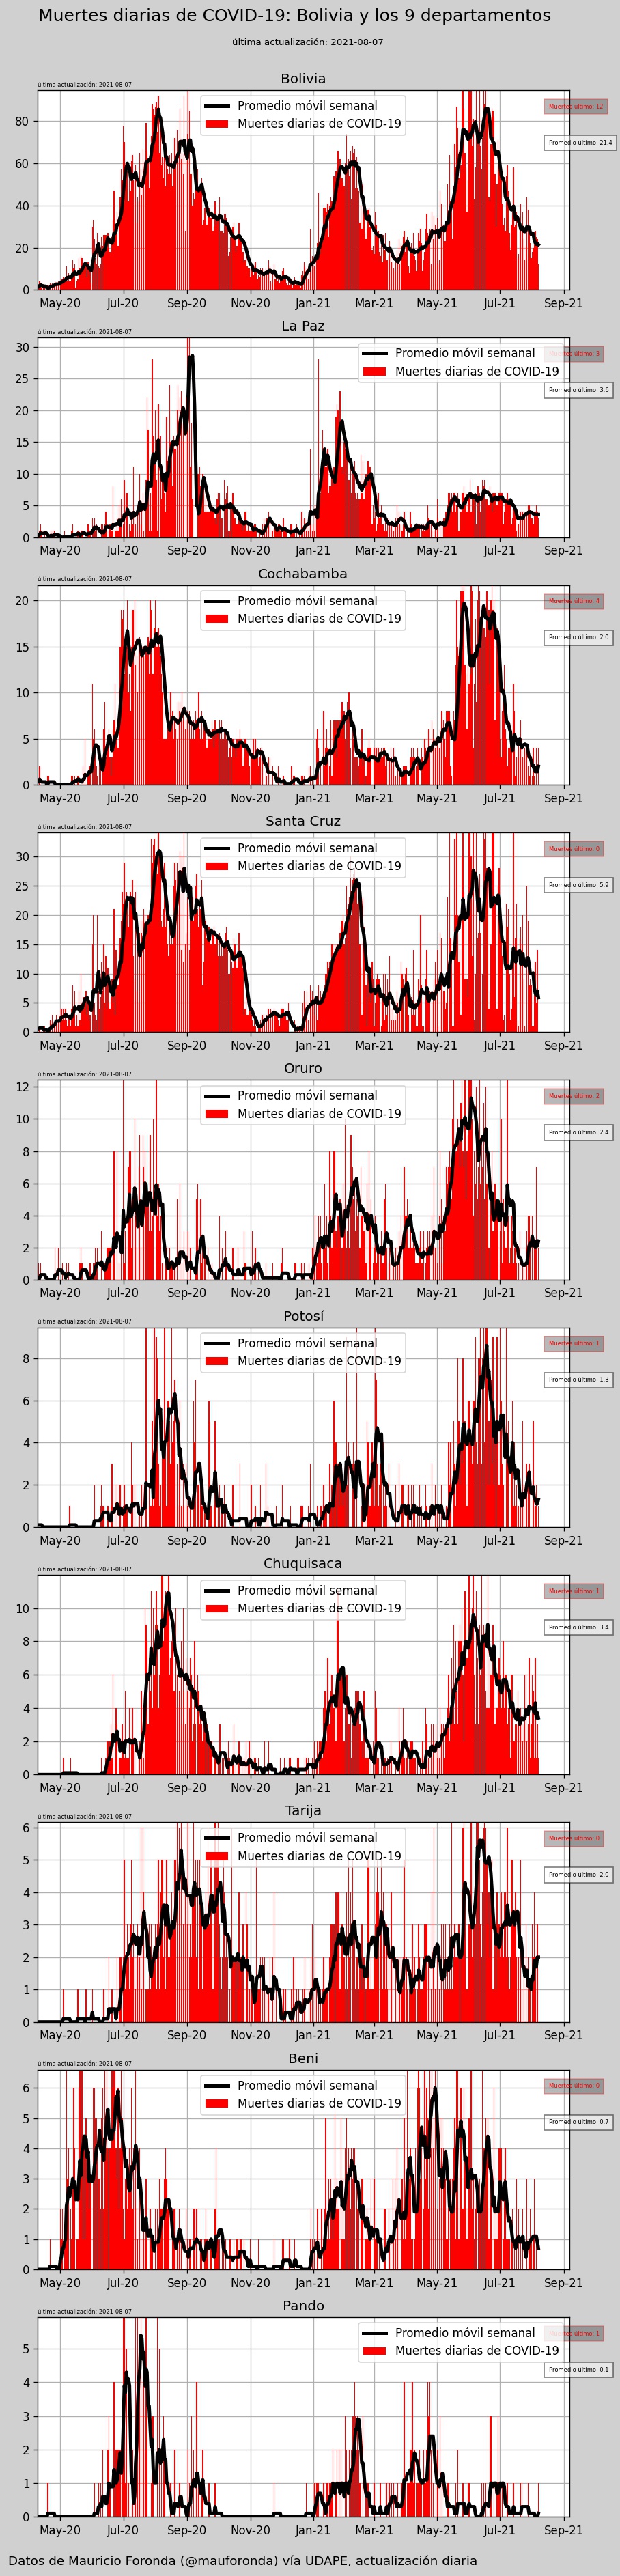 Muertes diarias de COVID-19: Bolivia y los 9 departamentos
última actualización: 2021-08-07
Bolivia
última actualización: 2021-08-07
Promedio móvil semanal
Muertes diarias de COVID-19
Muertes último: 12
Promedio último: 21.4
80
60
40
20
0
May-20 Jul-20 Sep-20 Nov-20 Jan-21 Mar-21 May-21 Jul-21 Sep-21
La Paz
última actualización: 2021-08-07
Promedio móvil semanal
Muertes diarias de COVID-19
Muertes último: 3
Promedio último: 3.6
30
25
20
15
10
5
0
May-20 Jul-20 Sep-20 Nov-20 Jan-21 Mar-21 May-21 Jul-21 Sep-21
Cochabamba
última actualización: 2021-08-07
Promedio móvil semanal
Muertes diarias de COVID-19
Muertes último: 4
Promedio último: 2.0
20
15
10
5
0
May-20 Jul-20 Sep-20 Nov-20 Jan-21 Mar-21 May-21 Jul-21 Sep-21
Santa Cruz
última actualización: 2021-08-07
Promedio móvil semanal
Muertes diarias de COVID-19
Muertes último: 0
Promedio último: 5.9
30
25
20
15
10
5
0
May-20 Jul-20 Sep-20 Nov-20 Jan-21 Mar-21 May-21 Jul-21 Sep-21
Oruro
última actualización: 2021-08-07
Promedio móvil semanal
Muertes diarias de COVID-19
Muertes último: 2
Promedio último: 2.4
12
10
8
6
4
2
0
May-20 Jul-20 Sep-20 Nov-20 Jan-21 Mar-21 May-21 Jul-21 Sep-21
Potosí
última actualización: 2021-08-07
Promedio móvil semanal
Muertes diarias de COVID-19
Muertes último: 1
Promedio último: 1.3
8
6
4
2
0
May-20 Jul-20 Sep-20 Nov-20 Jan-21 Mar-21 May-21 Jul-21 Sep-21
Chuquisaca
última actualización: 2021-08-07
Promedio móvil semanal
Muertes diarias de COVID-19
Muertes último: 1
Promedio último: 3.4
10
8
6
4
2
0
May-20 Jul-20 Sep-20 Nov-20 Jan-21 Mar-21 May-21 Jul-21 Sep-21
Tarija
última actualización: 2021-08-07
Promedio móvil semanal
Muertes diarias de COVID-19
Muertes último: 0
Promedio último: 2.0
6
5
4
3
2
1
0
May-20 Jul-20 Sep-20 Nov-20 Jan-21 Mar-21 May-21 Jul-21 Sep-21
Beni
última actualización: 2021-08-07
Promedio móvil semanal
Muertes diarias de COVID-19
Muertes último: 0
Promedio último: 0.7
6
5
4
3
2
1
0
May-20 Jul-20 Sep-20 Nov-20 Jan-21 Mar-21 May-21 Jul-21 Sep-21
Pando
última actualización: 2021-08-07
Promedio móvil semanal
Muertes diarias de COVID-19
Muertes último: 1
Promedio último: 0.1
5
4
3
2
1
0
May-20 Jul-20 Sep-20 Nov-20 Jan-21 Mar-21 May-21 Jul-21 Sep-21
Datos de Mauricio Foronda (@mauforonda) vía UDAPE, actualización diaria